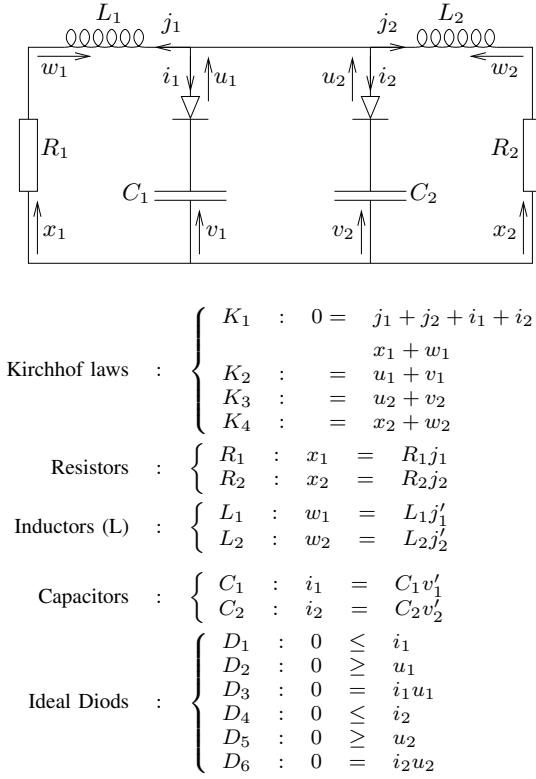 L₁ j₁ j₂ L₂
w₁ i₁ u₁ u₂ i₂ w₂
R₁ R₂
C₁ C₂
x₁ v₁ v₂ x₂
Kirchhof laws : { K₁ : 0 = j₁ + j₂ + i₁ + i₂
x₁ + w₁
K₂ : = u₁ + v₁
K₃ : = u₂ + v₂
K₄ : = x₂ + w₂
Resistors : { R₁ : x₁ = R₁j₁
R₂ : x₂ = R₂j₂
Inductors (L) : { L₁ : w₁ = L₁j′₁
L₂ : w₂ = L₂j′₂
Capacitors : { C₁ : i₁ = C₁v′₁
C₂ : i₂ = C₂v′₂
Ideal Diods : { D₁ : 0 ≤ i₁
D₂ : 0 ≥ u₁
D₃ : 0 = i₁u₁
D₄ : 0 ≤ i₂
D₅ : 0 ≥ u₂
D₆ : 0 = i₂u₂